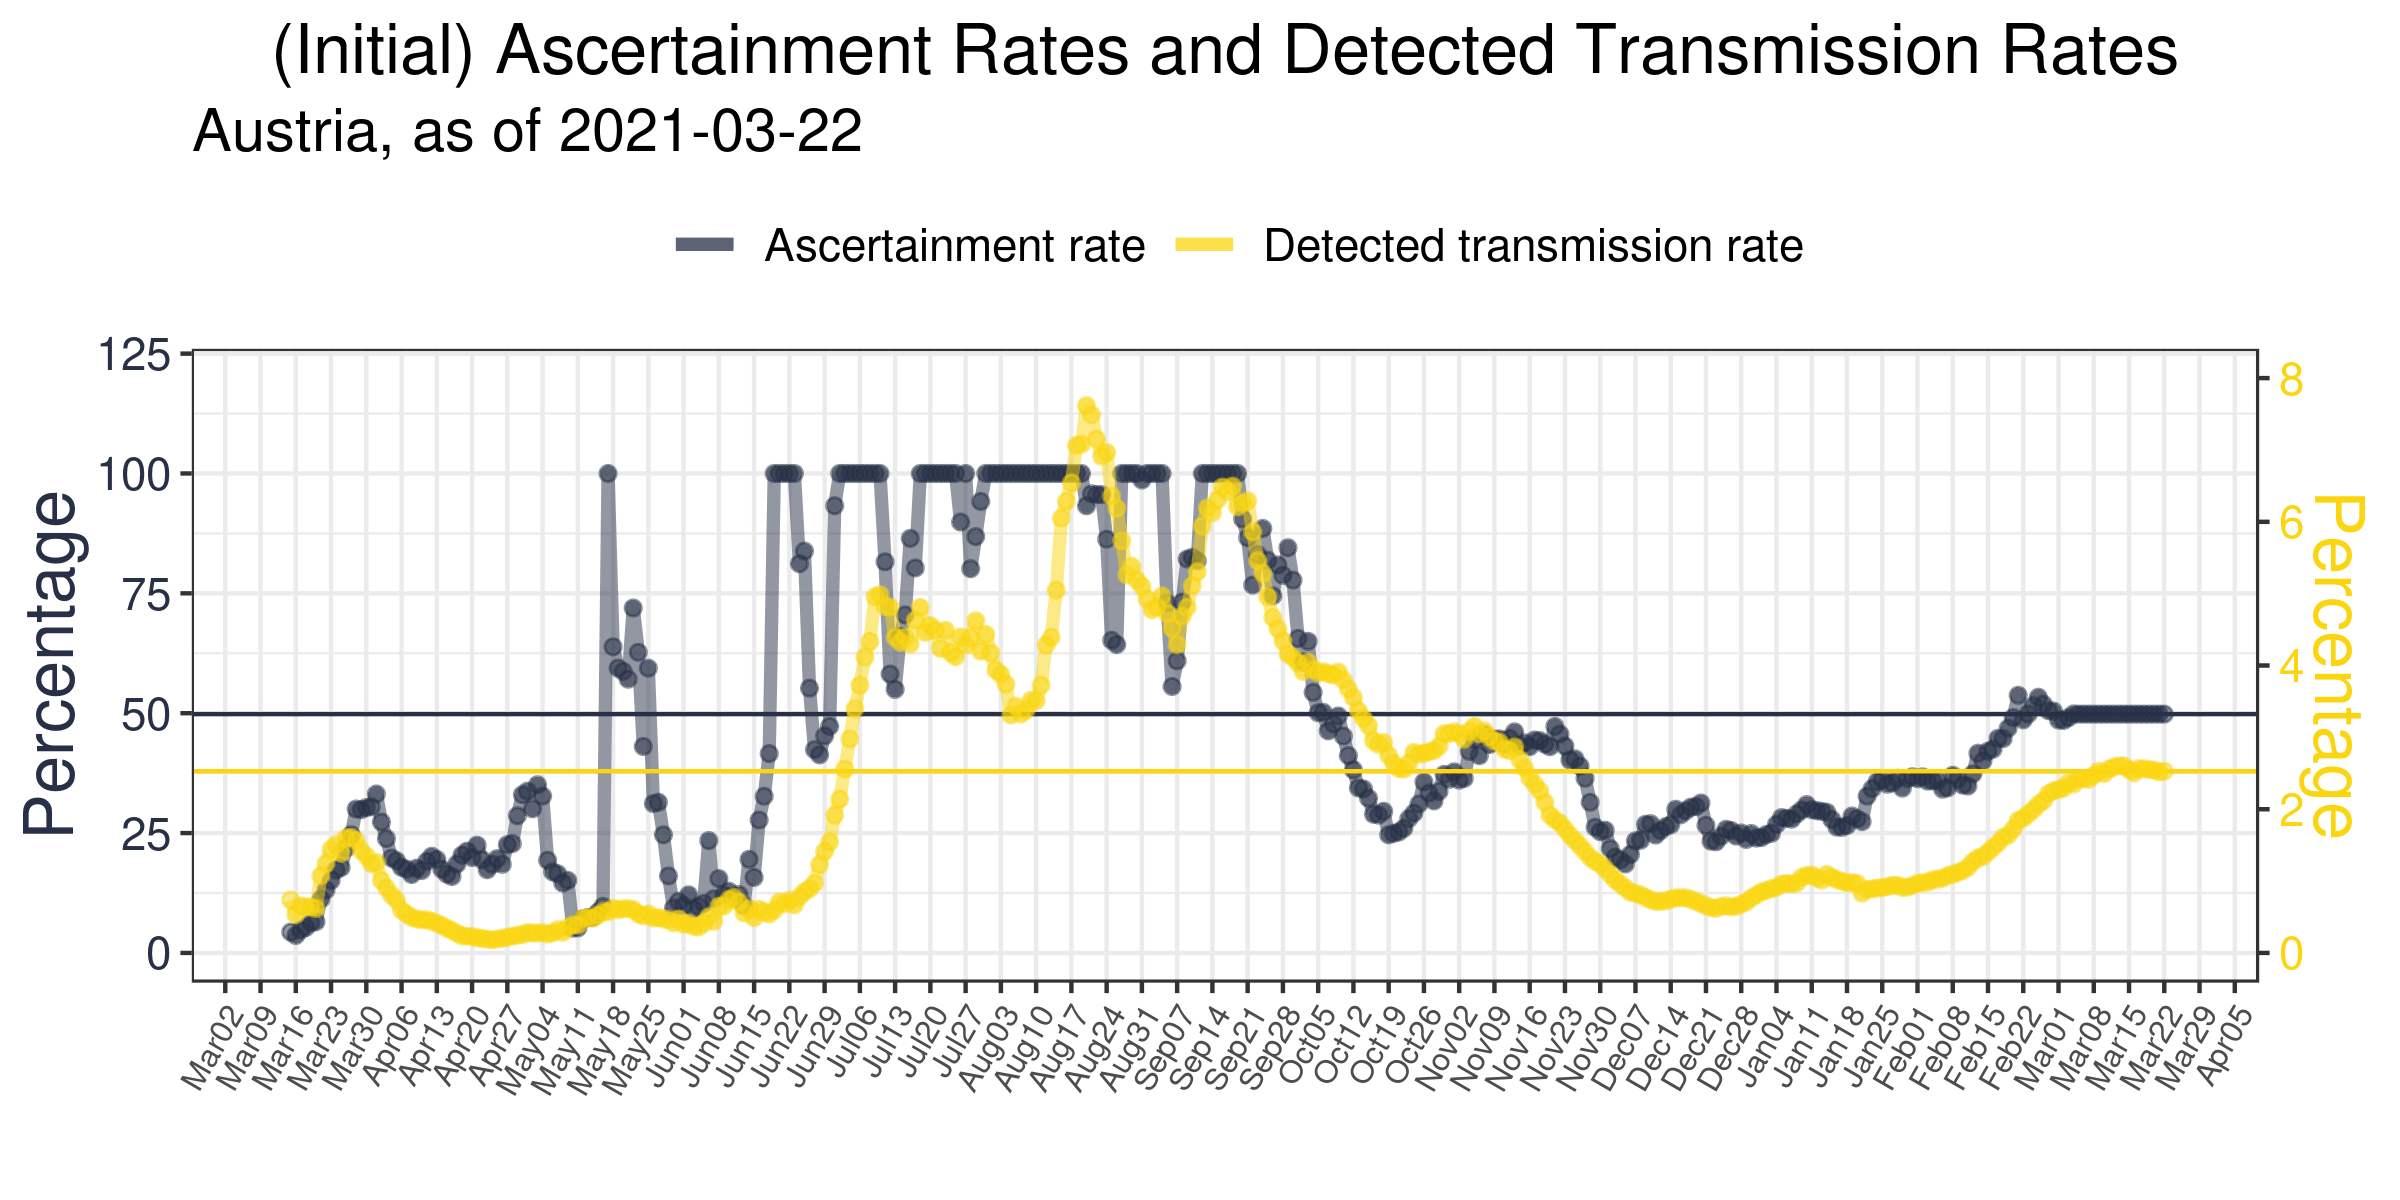 (Initial) Ascertainment Rates and Detected Transmission Rates
Austria, as of 2021-03-22
Ascertainment rate
Detected transmission rate
125
100
75
50
25
0
Percentage
8
6
4
2
0
Percentage
Mar02
Mar09
Mar16
Mar23
Mar30
Apr06
Apr13
Apr20
Apr27
May04
May11
May18
May25
Jun01
Jun08
Jun15
Jun22
Jun29
Jul06
Jul13
Jul20
Jul27
Aug03
Aug10
Aug17
Aug24
Aug31
Sep07
Sep14
Sep21
Sep28
Oct05
Oct12
Oct19
Oct26
Nov02
Nov09
Nov16
Nov23
Nov30
Dec07
Dec14
Dec21
Dec28
Jan04
Jan11
Jan18
Jan25
Feb01
Feb08
Feb15
Feb22
Mar01
Mar08
Mar15
Mar22
Mar29
Apr05